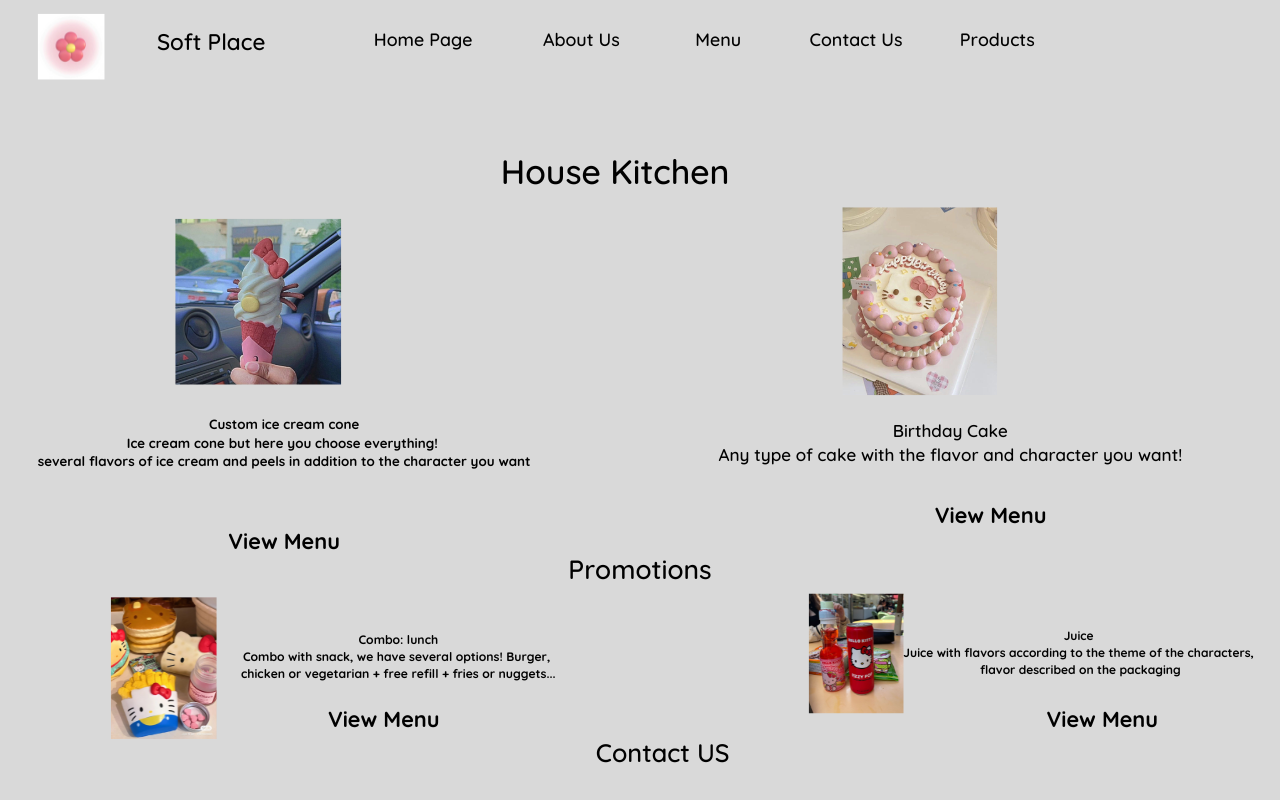 Soft Place
Home Page
About Us
Menu
Contact Us
Products
House Kitchen
Custom ice cream cone
Ice cream cone but here you choose everything!
several flavors of ice cream and peels in addition to the character you want
Birthday Cake
Any type of cake with the flavor and character you want!
View Menu
View Menu
Promotions
Combo: lunch
Combo with snack, we have several options! Burger,
chicken or vegetarian + free refill + fries or nuggets...
View Menu
HELLO KITTY
FIZZY POP
Juice
Juice with flavors according to the theme of the characters,
flavor described on the packaging
View Menu
Contact US